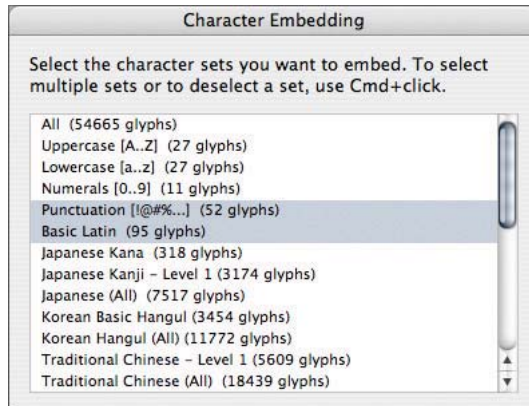 Character Embedding
Select the character sets you want to embed. To select
multiple sets or to deselect a set, use Cmd+click.
All (54665 glyphs)
Uppercase [A..Z] (27 glyphs)
Lowercase [a..z] (27 glyphs)
Numerals [0..9] (11 glyphs)
Punctuation [!@#%...] (52 glyphs)
Basic Latin (95 glyphs)
Japanese Kana (318 glyphs)
Japanese Kanji - Level 1 (3174 glyphs)
Japanese (All) (7517 glyphs)
Korean Basic Hangul (3454 glyphs)
Korean Hangul (All) (11772 glyphs)
Traditional Chinese - Level 1 (5609 glyphs)
Traditional Chinese (All) (18439 glyphs)